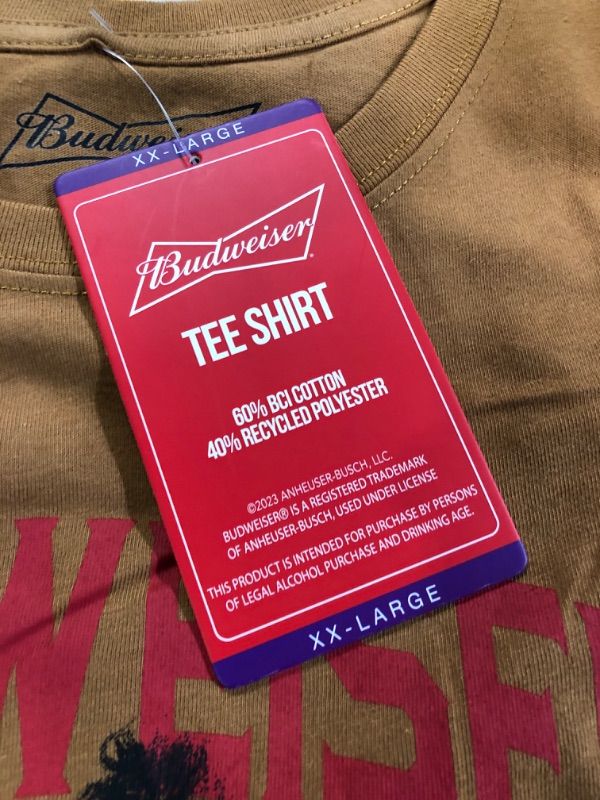 Budweiser
XX-LARGE
Budweiser
TEE SHIRT
60% BCI COTTON
40% RECYCLED POLYESTER
©2023 ANHEUSER-BUSCH, LLC.
BUDWEISER® IS A REGISTERED TRADEMARK
OF ANHEUSER-BUSCH, USED UNDER LICENSE
THIS PRODUCT IS INTENDED FOR PURCHASE BY PERSONS
OF LEGAL ALCOHOL PURCHASE AND DRINKING AGE.
XX-LARGE
WEISE